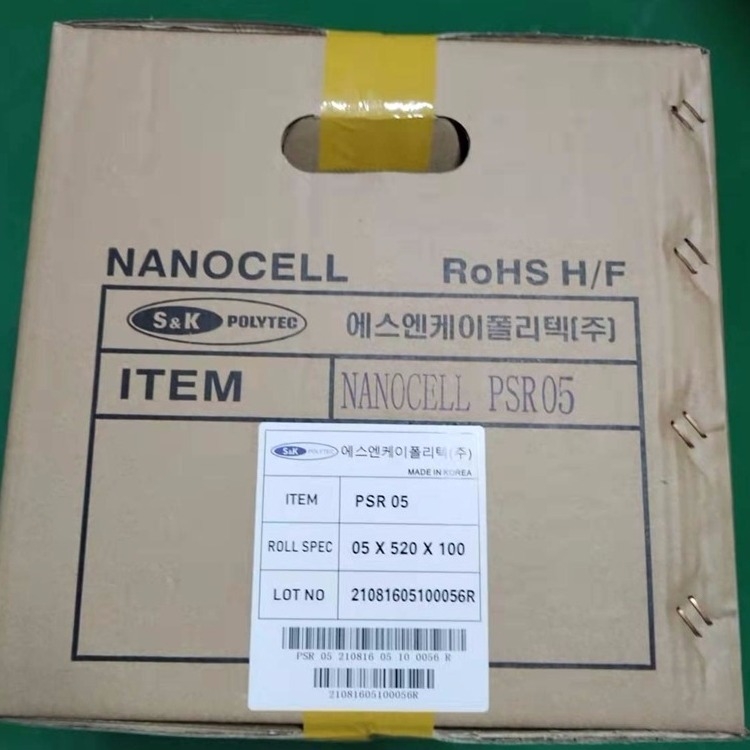 NANOCELL RoHS H/F
S&K POLYTEC 에스엔케이폴리텍(주)
ITEM NANOCELL PSR05
S&K POLYTEC 에스엔케이폴리텍(주)
MADE IN KOREA
ITEM PSR 05
ROLL SPEC 05 X 520 X 100
LOT NO 21081605100056R
PSR 05 210816 05 10 0056 R
21081605100056R